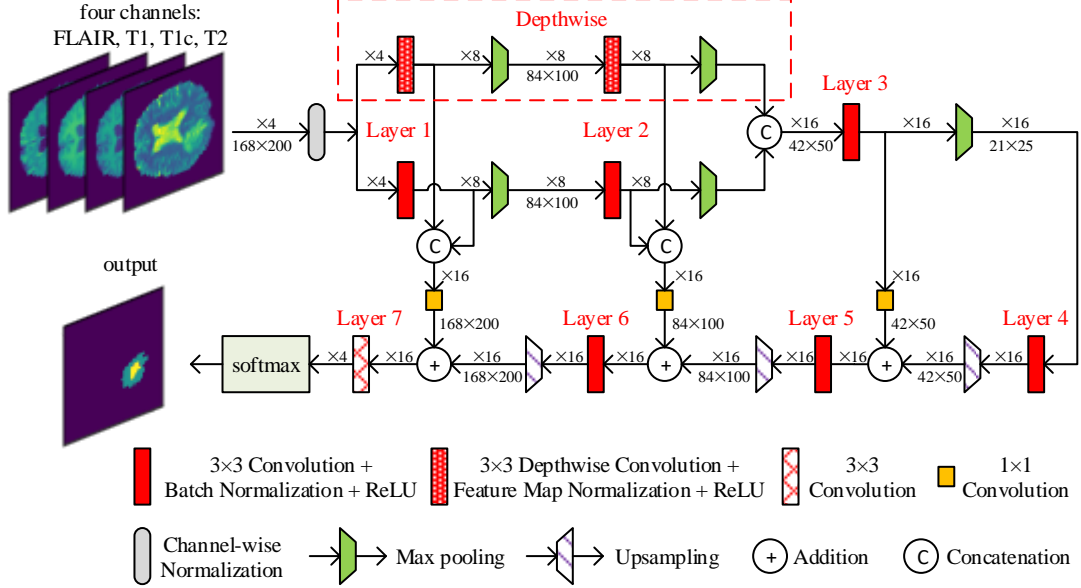 four channels:
FLAIR, T1, T1c, T2
Depthwise
×4
×8
×8
84×100
×8
Layer 3
×4
168×200
Layer 1
Layer 2
C
×16
42×50
×16
×16
21×25
×4
×8
×8
84×100
×8
C
C
output
×16
×16
×16
Layer 7
168×200
Layer 6
84×100
Layer 5
42×50
Layer 4
softmax
×4
×16
+
×16
168×200
×16
×16
+
×16
84×100
×16
×16
+
×16
42×50
×16
3×3 Convolution +
Batch Normalization + ReLU
3×3 Depthwise Convolution +
Feature Map Normalization + ReLU
3×3
Convolution
1×1
Convolution
Channel-wise
Normalization
Max pooling
Upsampling
+
Addition
C
Concatenation